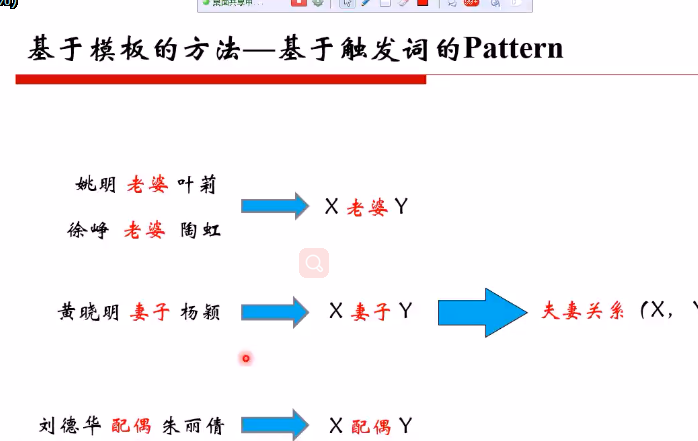 基于模板的方法—基于触发词的Pattern
姚明 老婆 叶莉
徐峥 老婆 陶虹
X 老婆 Y
黄晓明 妻子 杨颖
X 妻子 Y
夫妻关系（X，Y
刘德华 配偶 朱丽倩
X 配偶 Y